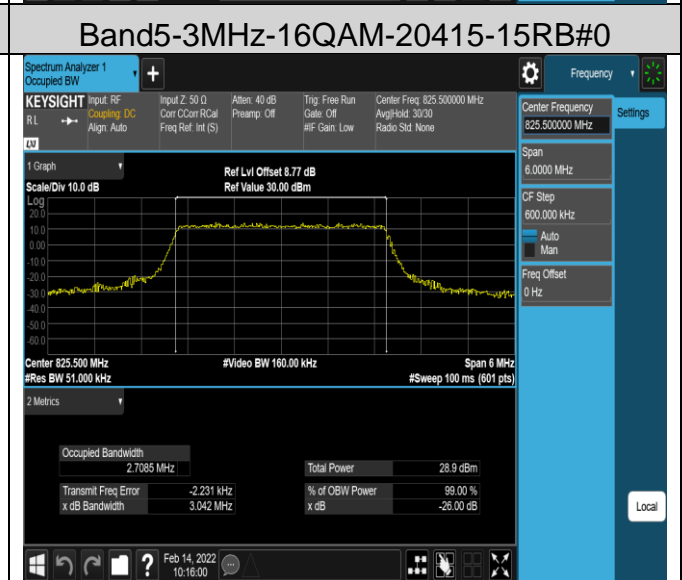 Band5-3MHz-16QAM-20415-15RB#0
Spectrum Analyzer 1
Occupied BW
+
Frequency
KEYSIGHT
RL
Input: RF
Coupling: DC
Align: Auto
Input Z: 50 Ω
Corr CCorr RCal
Freq Ref: Int (S)
Atten: 40 dB
Preamp: Off
Trig: Free Run
Gate: Off
#IF Gain: Low
Center Freq: 825.500000 MHz
Avg|Hold: 30/30
Radio Std: None
LXI
Center Frequency
825.500000 MHz
Settings
Span
6.0000 MHz
CF Step
600.000 kHz
Auto
Man
Freq Offset
0 Hz
1 Graph
Ref Lvl Offset 8.77 dB
Scale/Div 10.0 dB
Ref Value 30.00 dBm
Log
20.0
10.0
0.00
-10.0
-20.0
-30.0
-40.0
-50.0
-60.0
Center 825.500 MHz
#Video BW 160.00 kHz
Span 6 MHz
#Res BW 51.000 kHz
#Sweep 100 ms (601 pts)
2 Metrics
Occupied Bandwidth
2.7085 MHz
Total Power 28.9 dBm
Transmit Freq Error -2.231 kHz
% of OBW Power 99.00 %
x dB Bandwidth 3.042 MHz
x dB -26.00 dB
Local
?
Feb 14, 2022
10:16:00